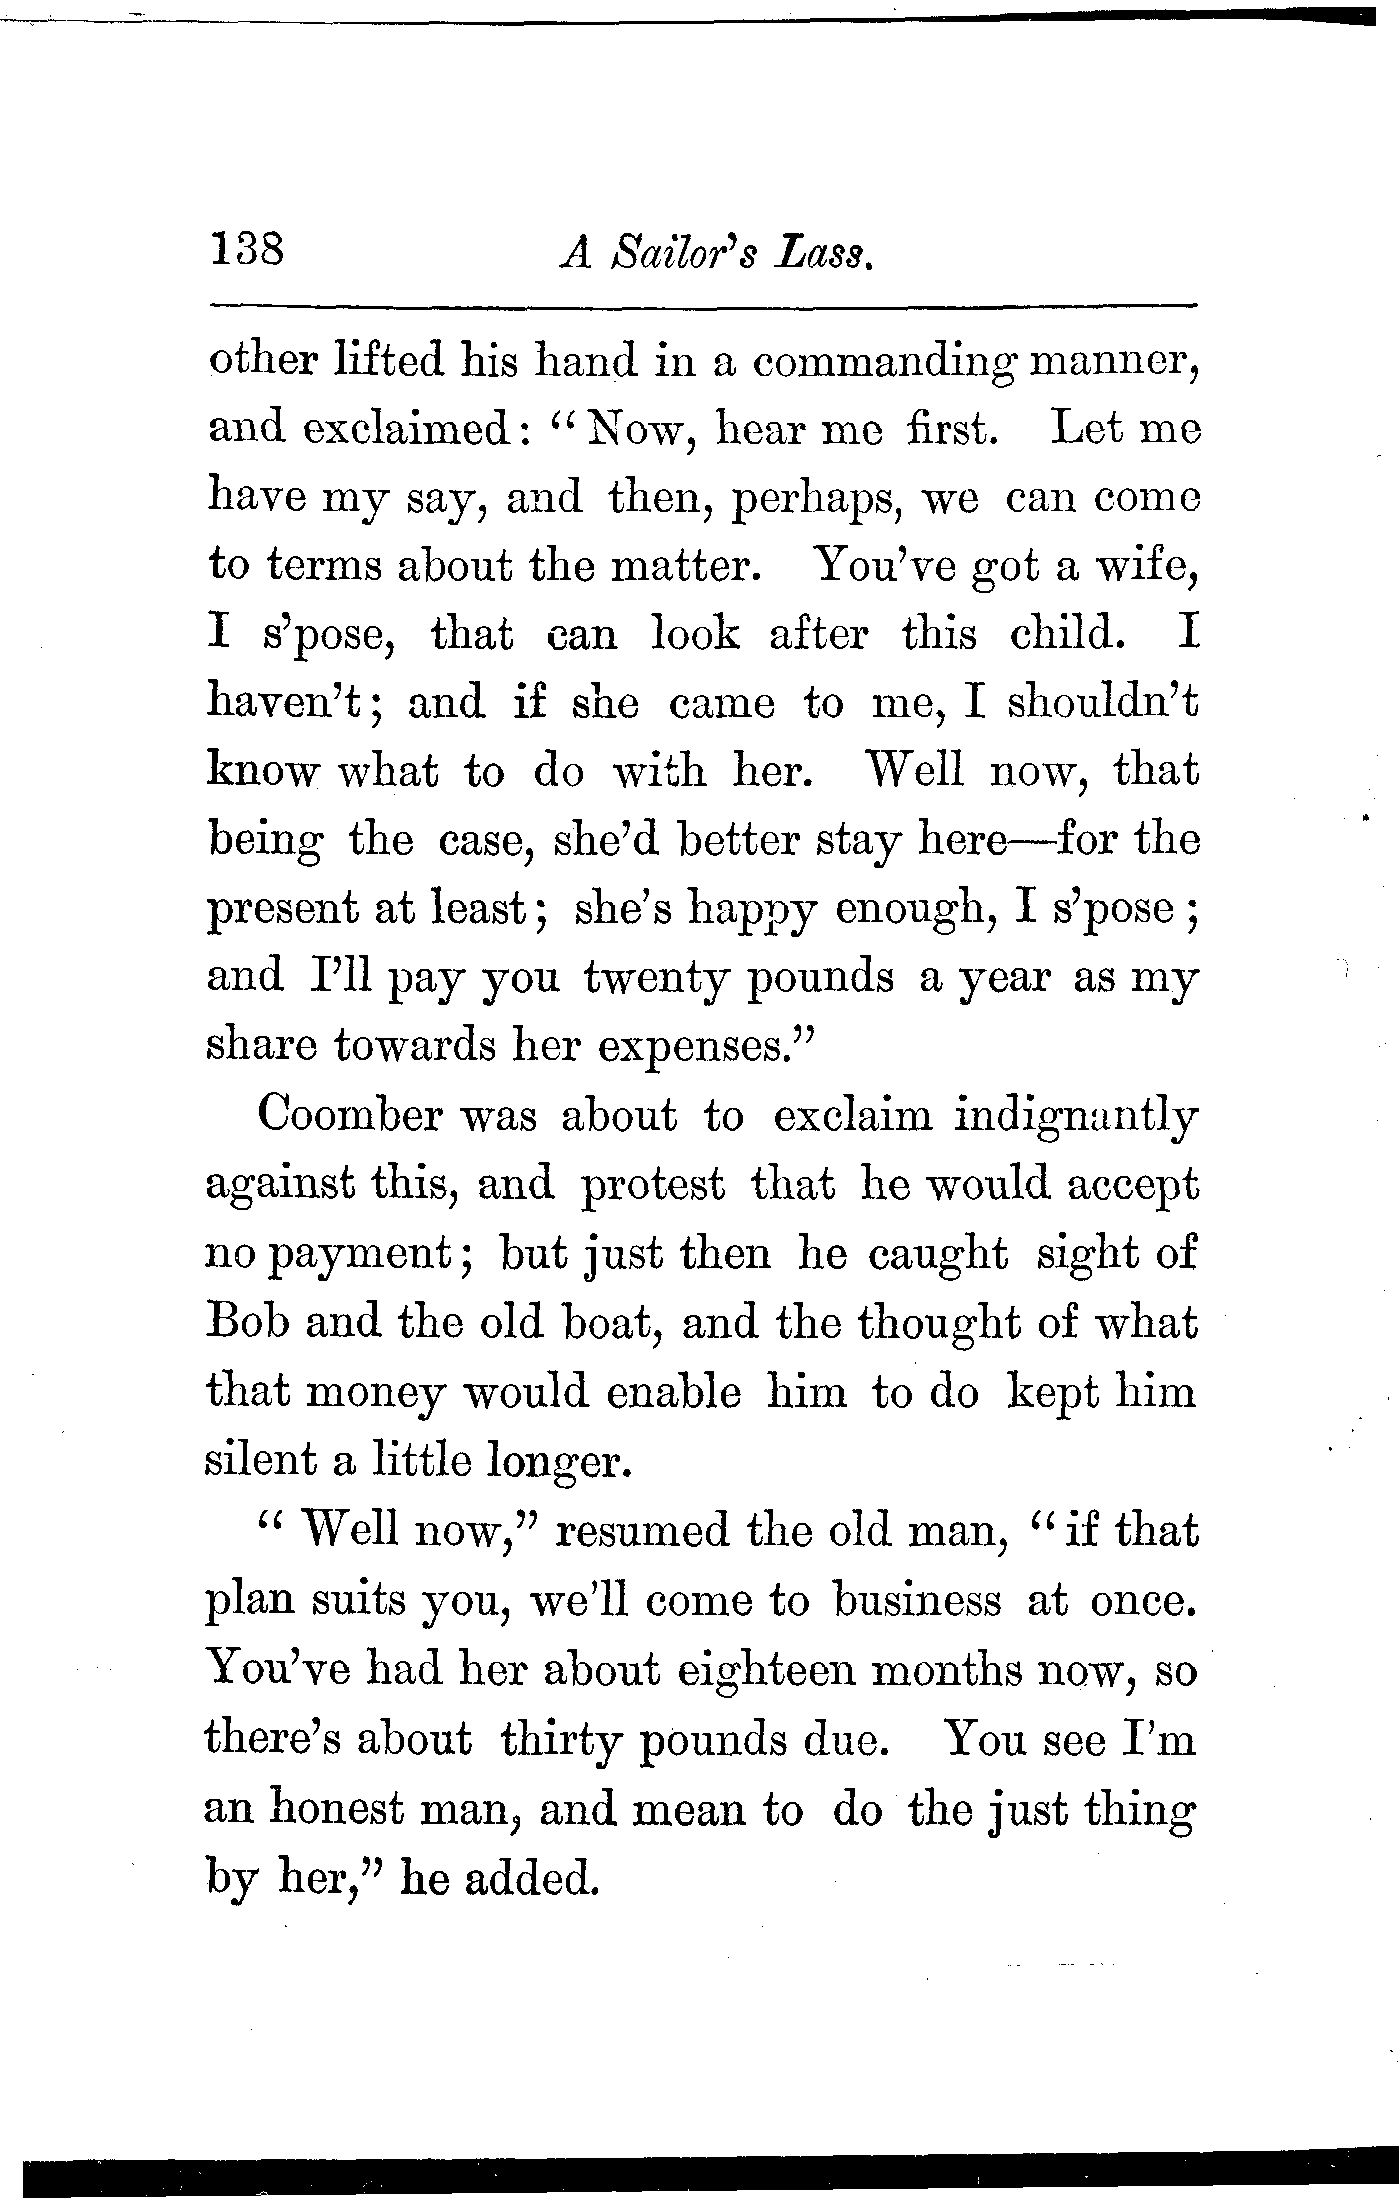 138 A Sailor's Lass.
other lifted his hand in a commanding manner,
and exclaimed: "Now, hear me first. Let me
have my say, and then, perhaps, we can come
to terms about the matter. You've got a wife,
I s'pose, that can look after this child. I
haven't; and if she came to me, I shouldn't
know what to do with her. Well now, that
being the case, she'd better stay here—for the
present at least; she's happy enough, I s'pose;
and I'll pay you twenty pounds a year as my
share towards her expenses."
Coomber was about to exclaim indignantly
against this, and protest that he would accept
no payment; but just then he caught sight of
Bob and the old boat, and the thought of what
that money would enable him to do kept him
silent a little longer.
"Well now," resumed the old man, "if that
plan suits you, we'll come to business at once.
You've had her about eighteen months now, so
there's about thirty pounds due. You see I'm
an honest man, and mean to do the just thing
by her," he added.